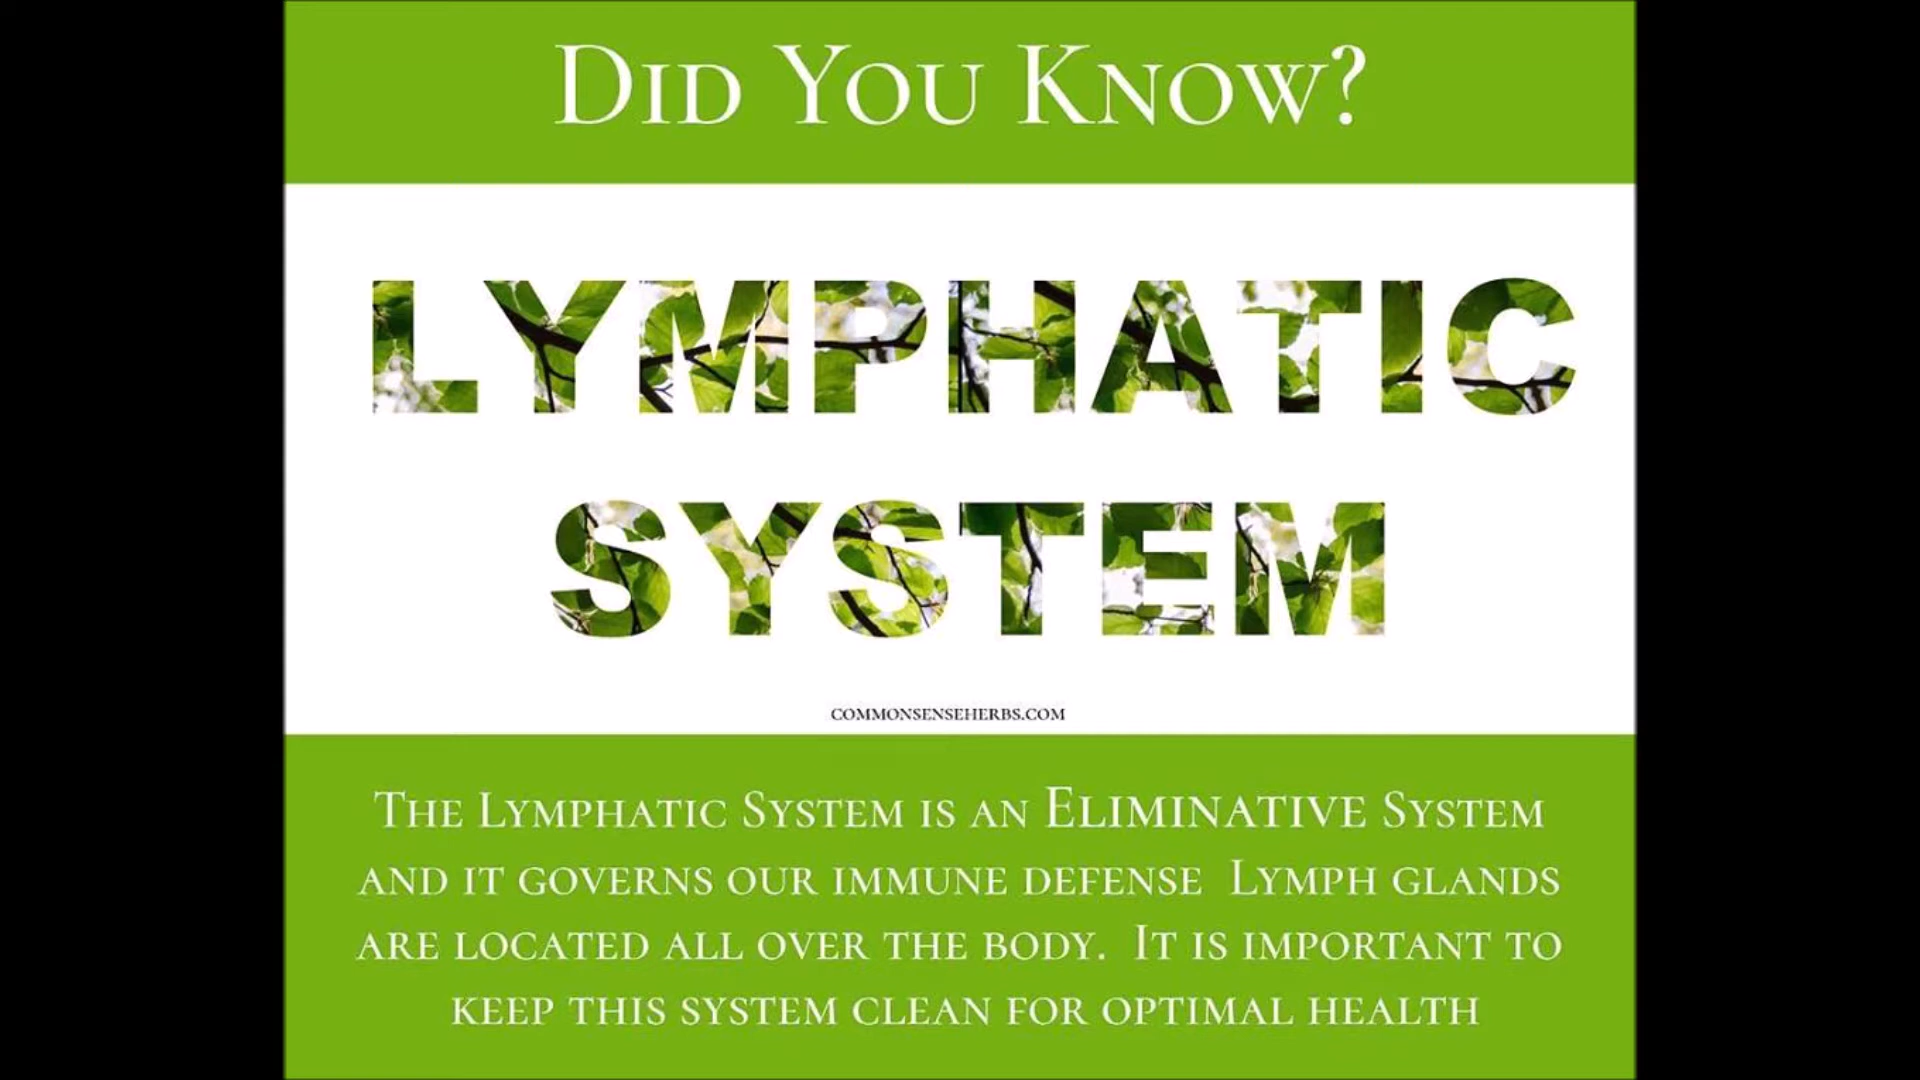 Did You Know?
LYMPHATIC
SYSTEM
COMMONSENSEHERBS.COM
The Lymphatic System is an Eliminative System
and it governs our immune defense Lymph glands
are located all over the body. It is important to
keep this system clean for optimal health